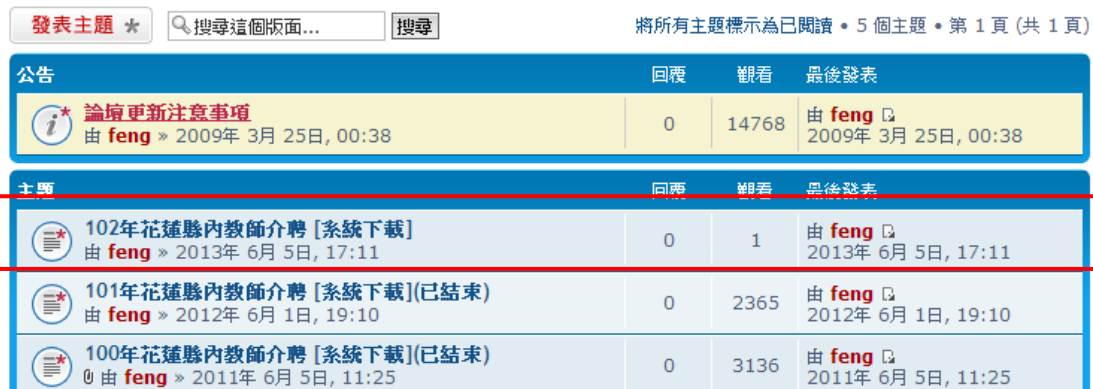 發表主題 搜尋這個版面... 搜尋 將所有主題標示為已閱讀 • 5 個主題 • 第 1 頁 (共 1 頁)
公告 回覆 觀看 最後發表
論壇更新注意事項 0 14768 由 feng
由 feng » 2009年 3月 25日, 00:38 2009年 3月 25日, 00:38
主題 回覆 觀看 最後發表
102年花蓮縣內教師介聘 [系統下載] 0 1 由 feng
由 feng » 2013年 6月 5日, 17:11 2013年 6月 5日, 17:11
101年花蓮縣內教師介聘 [系統下載](已結束) 0 2365 由 feng
由 feng » 2012年 6月 1日, 19:10 2012年 6月 1日, 19:10
100年花蓮縣內教師介聘 [系統下載](已結束) 0 3136 由 feng
由 feng » 2011年 6月 5日, 11:25 2011年 6月 5日, 11:25